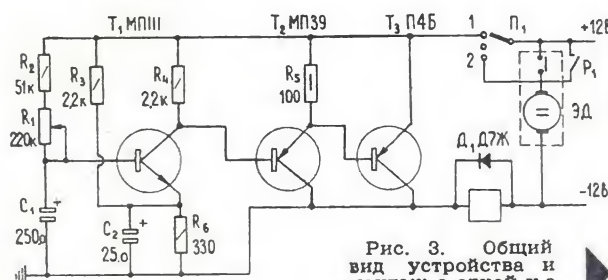 T₁ МП111
T₂ МП39
T₃ П4Б
1
П₁
+12В
2
P₁
R₂
51к
R₃
2,2к
R₄
2,2к
R₅
100
ЭД
R₁
220к
Д₁ Д7Ж
-12В
C₁
250,0
+
C₂
25,0
+
R₆
330
Рис. 3. Общий
вид устройства и